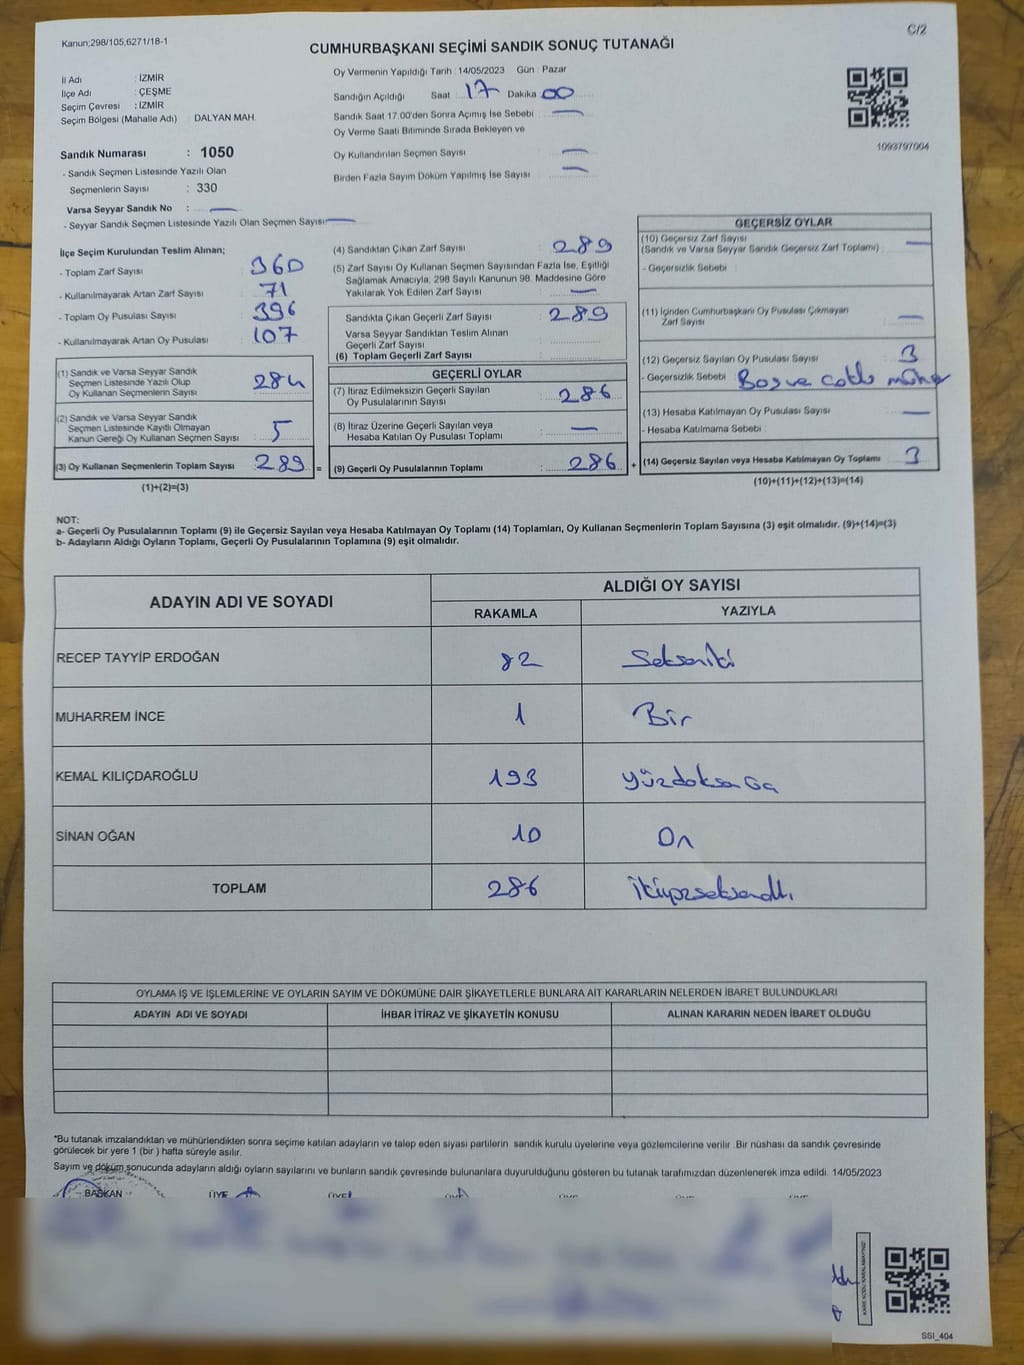 Kanun;298/105,6271/18-1
C/2
CUMHURBAŞKANI SEÇİMİ SANDIK SONUÇ TUTANAĞI
İl Adı : İZMİR
İlçe Adı : ÇEŞME
Seçim Çevresi : İZMİR
Seçim Bölgesi (Mahalle Adı) DALYAN MAH.
Sandık Numarası : 1050
- Sandık Seçmen Listesinde Yazılı Olan
Seçmenlerin Sayısı : 330
Varsa Seyyar Sandık No : —
- Seyyar Sandık Seçmen Listesinde Yazılı Olan Seçmen Sayısı: —
Oy Vermenin Yapıldığı Tarih : 14/05/2023 Gün : Pazar
Sandığın Açıldığı Saat 17 Dakika 00
Sandık Saat 17.00'den Sonra Açımış İse Sebebi —
Oy Verme Saati Bitiminde Sırada Bekleyen ve
Oy Kullandırılan Seçmen Sayısı : —
Birden Fazla Sayım Döküm Yapılmış İse Sayısı : —
1093797004
İlçe Seçim Kurulundan Teslim Alınan;
- Toplam Zarf Sayısı : 360
- Kullanılmayarak Artan Zarf Sayısı : 71
- Toplam Oy Pusulası Sayısı : 396
- Kullanılmayarak Artan Oy Pusulası : 107
(1) Sandık ve Varsa Seyyar Sandık
Seçmen Listesinde Yazılı Olup
Oy Kullanan Seçmenlerin Sayısı : 284
(2) Sandık ve Varsa Seyyar Sandık
Seçmen Listesinde Kayıtlı Olmayan
Kanun Gereği Oy Kullanan Seçmen Sayısı : 5
(3) Oy Kullanan Seçmenlerin Toplam Sayısı : 289 =
(1)+(2)=(3)
(4) Sandıktan Çıkan Zarf Sayısı : 289
(5) Zarf Sayısı Oy Kullanan Seçmen Sayısından Fazla İse, Eşitliği
Sağlamak Amacıyla; 298 Sayılı Kanunun 98. Maddesine Göre
Yakılarak Yok Edilen Zarf Sayısı : —
Sandıkta Çıkan Geçerli Zarf Sayısı : 289
Varsa Seyyar Sandıktan Teslim Alınan
Geçerli Zarf Sayısı :
(6) Toplam Geçerli Zarf Sayısı :
GEÇERLİ OYLAR
(7) İtiraz Edilmeksizin Geçerli Sayılan
Oy Pusulalarının Sayısı : 286
(8) İtiraz Üzerine Geçerli Sayılan veya
Hesaba Katılan Oy Pusulası Toplamı : —
(9) Geçerli Oy Pusulalarının Toplamı : 286 +
GEÇERSİZ OYLAR
(10) Geçersiz Zarf Sayısı
(Sandık ve Varsa Seyyar Sandık Geçersiz Zarf Toplamı) : —
- Geçersizlik Sebebi :
(11) İçinden Cumhurbaşkanı Oy Pusulası Çıkmayan
Zarf Sayısı : —
(12) Geçersiz Sayılan Oy Pusulası Sayısı : 3
- Geçersizlik Sebebi : Boş ve mühür
(13) Hesaba Katılmayan Oy Pusulası Sayısı : —
- Hesaba Katılmama Sebebi :
(14) Geçersiz Sayılan veya Hesaba Katılmayan Oy Toplamı : 3
(10)+(11)+(12)+(13)=(14)
NOT:
a- Geçerli Oy Pusulalarının Toplamı (9) ile Geçersiz Sayılan veya Hesaba Katılmayan Oy Toplamı (14) Toplamları, Oy Kullanan Seçmenlerin Toplam Sayısına (3) eşit olmalıdır. (9)+(14)=(3)
b- Adayların Aldığı Oyların Toplamı, Geçerli Oy Pusulalarının Toplamına (9) eşit olmalıdır.
ADAYIN ADI VE SOYADI
ALDIĞI OY SAYISI
RAKAMLA YAZIYLA
RECEP TAYYİP ERDOĞAN 82 Sekseniki
MUHARREM İNCE 1 Bir
KEMAL KILIÇDAROĞLU 193 Yüzdoksanüç
SİNAN OĞAN 10 On
TOPLAM 286 İkiyüzseksenaltı
OYLAMA İŞ VE İŞLEMLERİNE VE OYLARIN SAYIM VE DÖKÜMÜNE DAİR ŞİKAYETLERLE BUNLARA AİT KARARLARIN NELERDEN İBARET BULUNDUKLARI
ADAYIN ADI VE SOYADI İHBAR İTİRAZ VE ŞİKAYETİN KONUSU ALINAN KARARIN NEDEN İBARET OLDUĞU
*Bu tutanak imzalandıktan ve mühürlendikten sonra seçime katılan adayların ve talep eden siyasi partilerin sandık kurulu üyelerine veya gözlemcilerine verilir .Bir nüshası da sandık çevresinde
görülecek bir yere 1 (bir ) hafta süreyle asılır.
Sayım ve döküm sonucunda adayların aldığı oyların sayılarını ve bunların sandık çevresinde bulunanlara duyurulduğunu gösteren bu tutanak tarafımızdan düzenlenerek imza edildi. 14/05/2023
BAŞKAN ÜYE ÜYE
KARE KODU KARALAMAYINIZ!
SSI_404